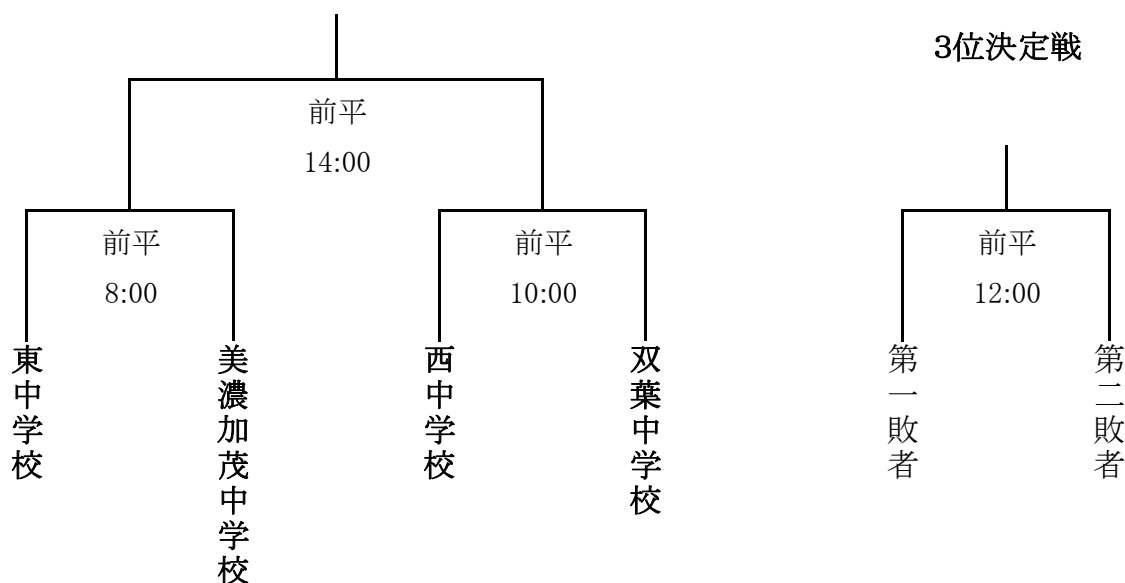 3位決定戦
前平
14:00
前平
8:00
前平
10:00
前平
12:00
東中学校
美濃加茂中学校
西中学校
双葉中学校
第一敗者
第二敗者